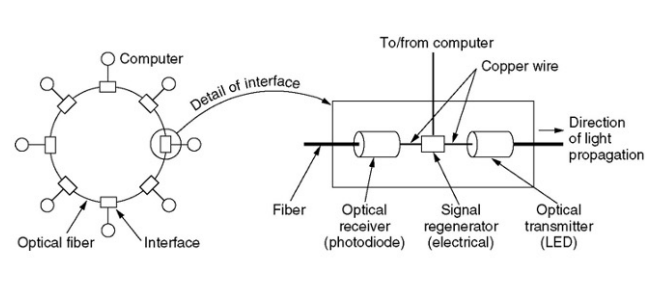 Computer
Detail of interface
Optical fiber
Interface
To/from computer
Copper wire
Direction
of light
propagation
Fiber
Optical
receiver
(photodiode)
Signal
regenerator
(electrical)
Optical
transmitter
(LED)